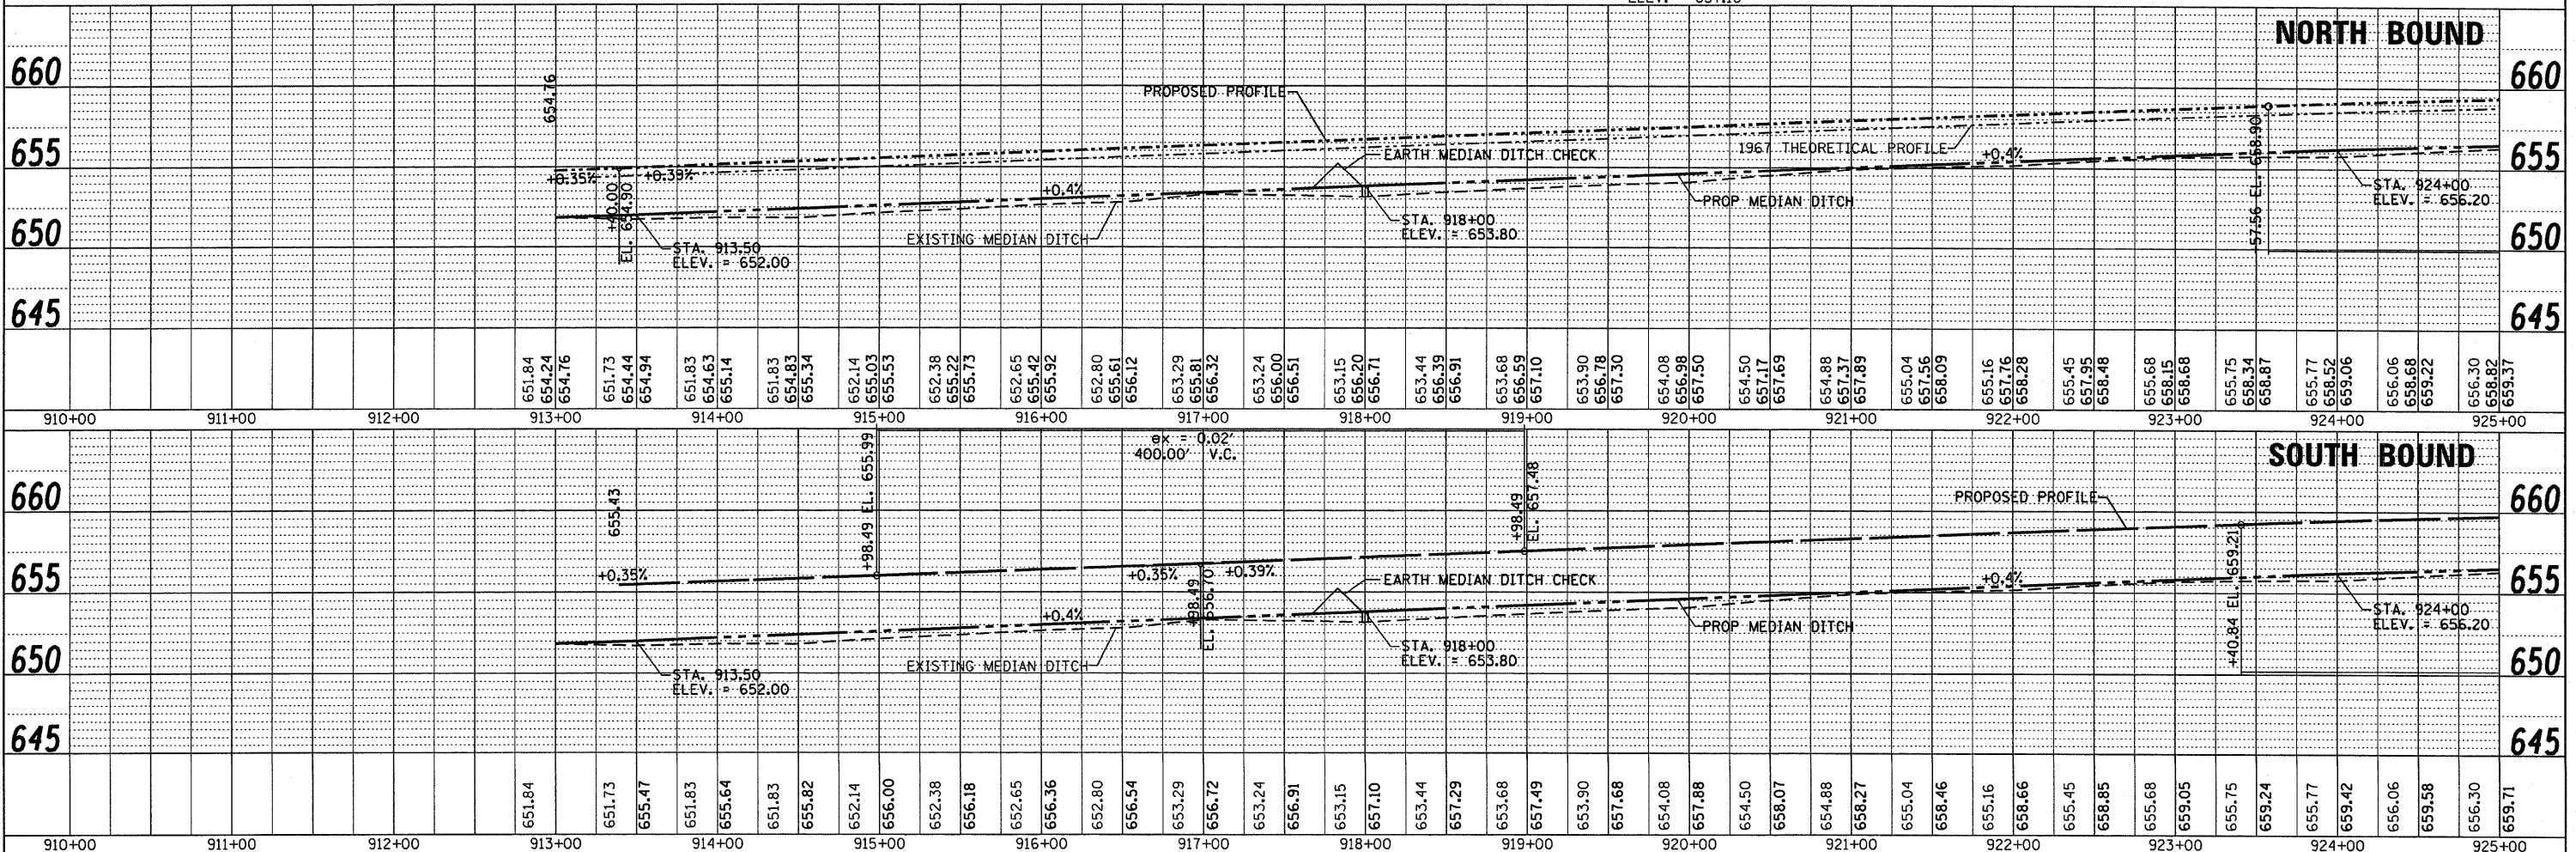 NORTH BOUND
660
660
654.76
PROPOSED PROFILE
EARTH MEDIAN DITCH CHECK
1967 THEORETICAL PROFILE
655
655
+0.35%
+0.39%
+0.4%
+0.4%
+40.00
EL. 654.90
+57.56 EL. 658.90
STA. 924+00
ELEV. = 656.20
PROP MEDIAN DITCH
STA. 918+00
ELEV. = 653.80
EXISTING MEDIAN DITCH
650
650
STA. 913.50
ELEV. = 652.00
645
645
651.84 654.24 654.76
651.73 654.44 654.94
651.83 654.63 655.14
651.83 654.83 655.34
652.14 655.03 655.53
652.38 655.22 655.73
652.65 655.42 655.92
652.80 655.61 656.12
653.29 655.81 656.32
653.24 656.00 656.51
653.15 656.20 656.71
653.44 656.39 656.91
653.68 656.59 657.10
653.90 656.78 657.30
654.08 656.98 657.50
654.50 657.17 657.69
654.88 657.37 657.89
655.04 657.56 658.09
655.16 657.76 658.28
655.45 657.95 658.48
655.68 658.15 658.68
655.75 658.34 658.87
655.77 658.52 659.06
656.06 658.68 659.22
656.30 658.82 659.37
910+00 911+00 912+00 913+00 914+00 915+00 916+00 917+00 918+00 919+00 920+00 921+00 922+00 923+00 924+00 925+00
SOUTH BOUND
ex = 0.02'
400.00' V.C.
660
660
655.43
+98.49 EL. 655.99
+98.49
EL. 657.48
PROPOSED PROFILE
655
655
+0.35%
+0.35%
+0.39%
EARTH MEDIAN DITCH CHECK
+0.4%
+0.4%
+98.49
EL. 656.70
+40.84 EL. 659.21
STA. 924+00
ELEV. = 656.20
PROP MEDIAN DITCH
STA. 918+00
ELEV. = 653.80
EXISTING MEDIAN DITCH
650
650
STA. 913.50
ELEV. = 652.00
645
645
651.84
651.73 655.47
651.83 655.64
651.83 655.82
652.14 656.00
652.38 656.18
652.65 656.36
652.80 656.54
653.29 656.72
653.24 656.91
653.15 657.10
653.44 657.29
653.68 657.49
653.90 657.68
654.08 657.88
654.50 658.07
654.88 658.27
655.04 658.46
655.16 658.66
655.45 658.85
655.68 659.05
655.75 659.24
655.77 659.42
656.06 659.58
656.30 659.71
910+00 911+00 912+00 913+00 914+00 915+00 916+00 917+00 918+00 919+00 920+00 921+00 922+00 923+00 924+00 925+00